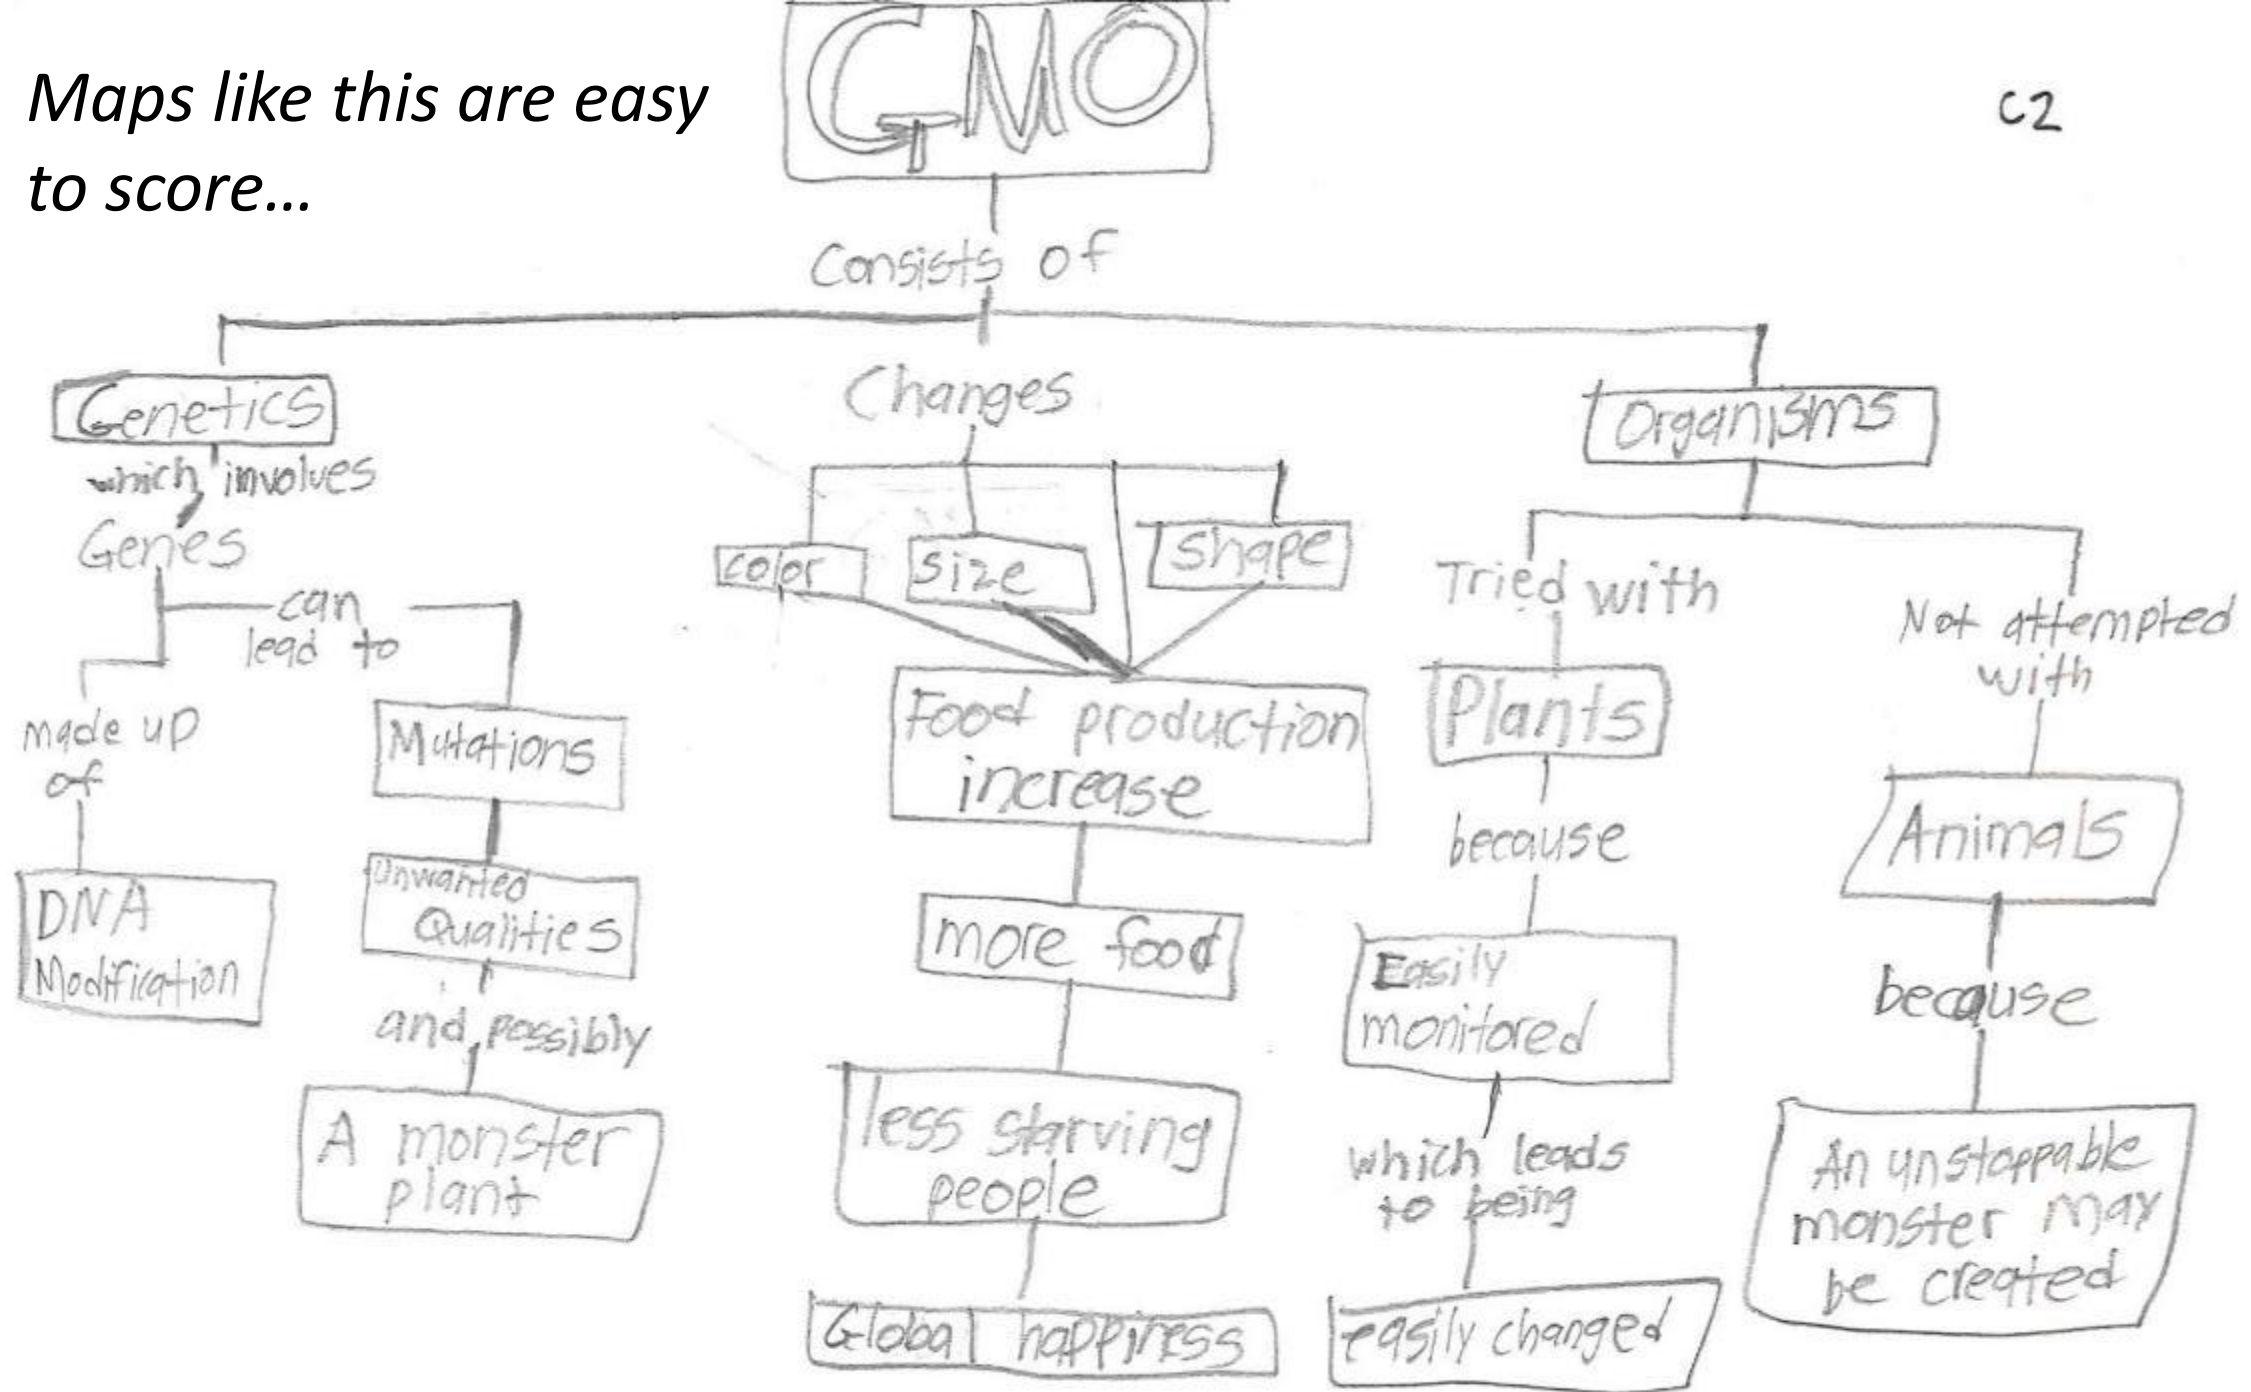 Maps like this are easy
to score...
GMO
C2
Consists of
Genetics
which involves
Genes
can
lead to
made up
of
DNA
Modification
Mutations
Unwanted
Qualities
and possibly
A monster
plant
Changes
color
size
shape
Food production
increase
more food
less starving
people
Global happiness
Organisms
Tried with
Plants
because
Easily
monitored
which leads
to being
easily changed
Not attempted
with
Animals
because
An unstoppable
monster may
be created